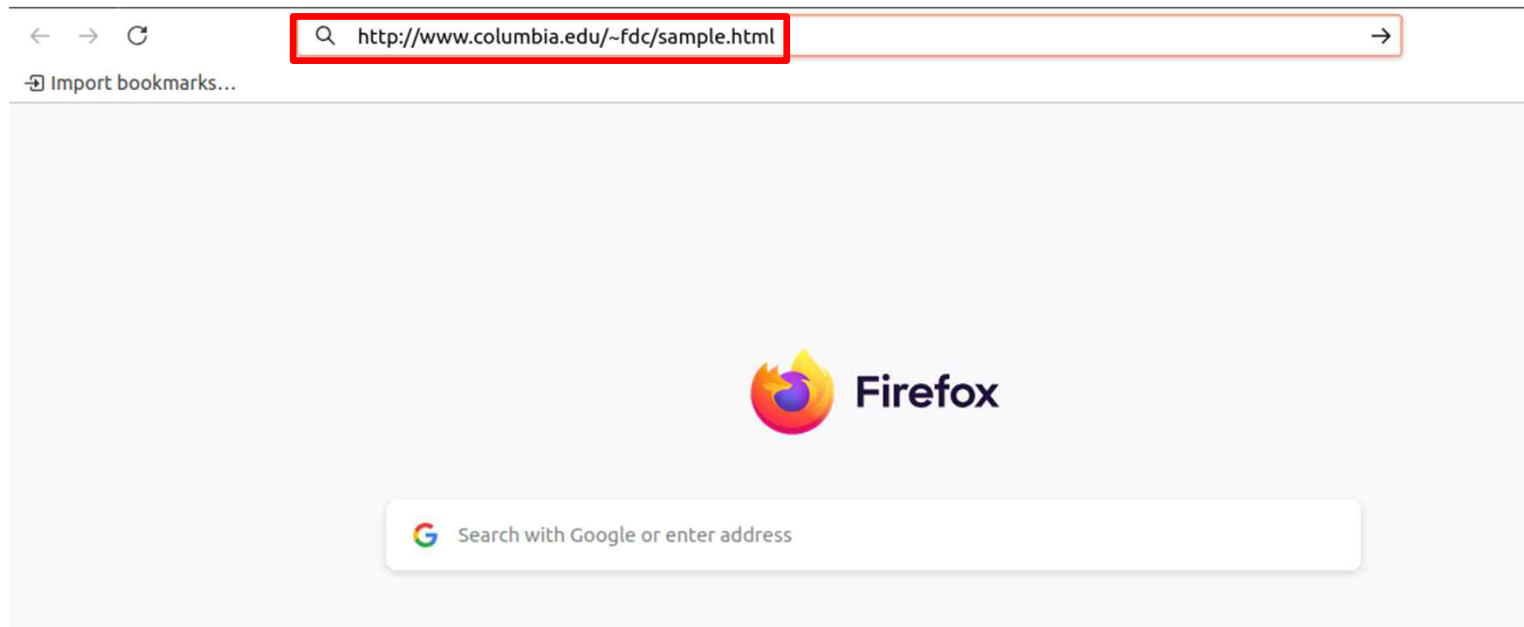 http://www.columbia.edu/~fdc/sample.html
Import bookmarks...
Firefox
Search with Google or enter address